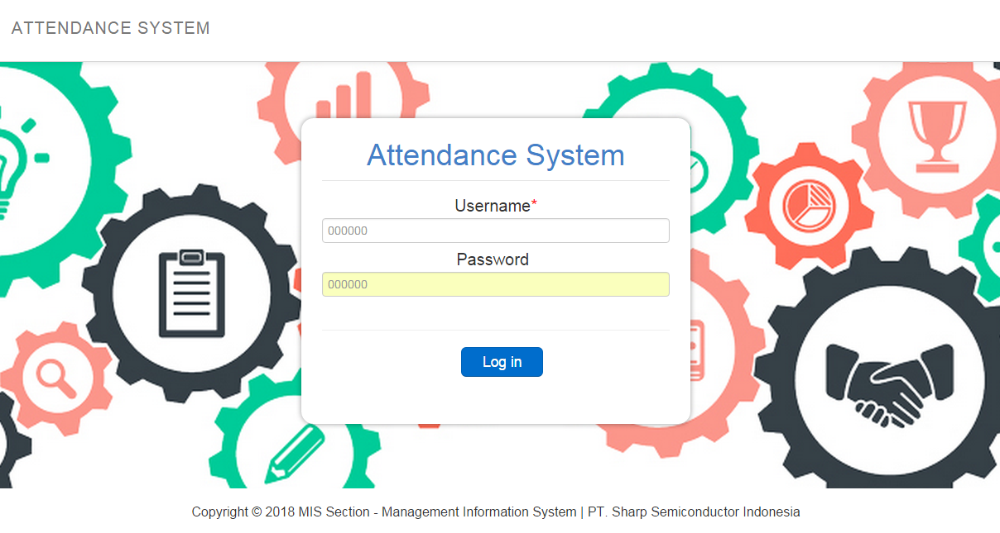 ATTENDANCE SYSTEM
Attendance System
Username*
000000
Password
000000
Log in
Copyright © 2018 MIS Section - Management Information System | PT. Sharp Semiconductor Indonesia